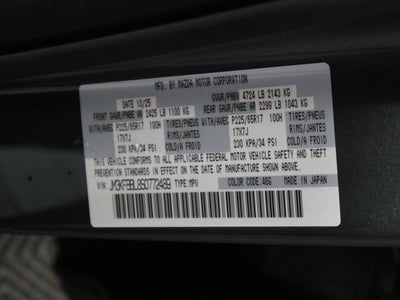 MFD. BY MAZDA MOTOR CORPORATION
DATE 10/25 GVWR/PNBV 4724 LB 2143 KG
FRONT GAWR/PNBE AV 2425 LB 1100 KG REAR GAWR/PNBE AR 2299 LB 1043 KG
WITH/AVEC P225/65R17 100H TIRES/PNEUS WITH/AVEC P225/65R17 100H TIRES/PNEUS
17X7J RIMS/JANTES 17X7J RIMS/JANTES
230 KPA/34 PSI COLD/A FROID 230 KPA/34 PSI COLD/A FROID
THIS VEHICLE CONFORMS TO ALL APPLICABLE FEDERAL MOTOR VEHICLE SAFETY AND THEFT
PREVENTION STANDARDS IN EFFECT ON THE DATE OF MANUFACTURE SHOWN ABOVE.
VIN: TYPE:MPV COLOR CODE:46G MADE IN JAPAN